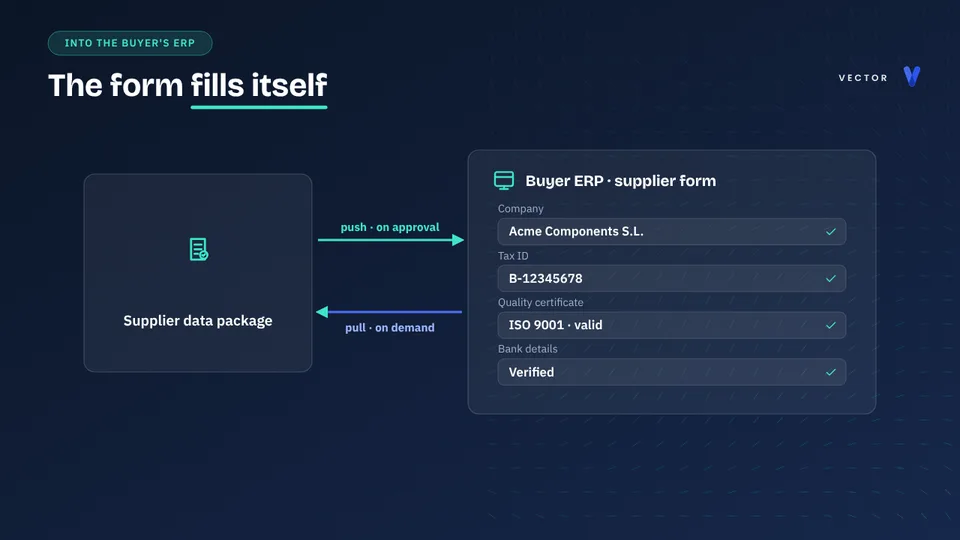 INTO THE BUYER'S ERP
The form fills itself
VECTOR
Supplier data package
push · on approval
pull · on demand
Buyer ERP · supplier form
Company
Acme Components S.L.
Tax ID
B-12345678
Quality certificate
ISO 9001 · valid
Bank details
Verified